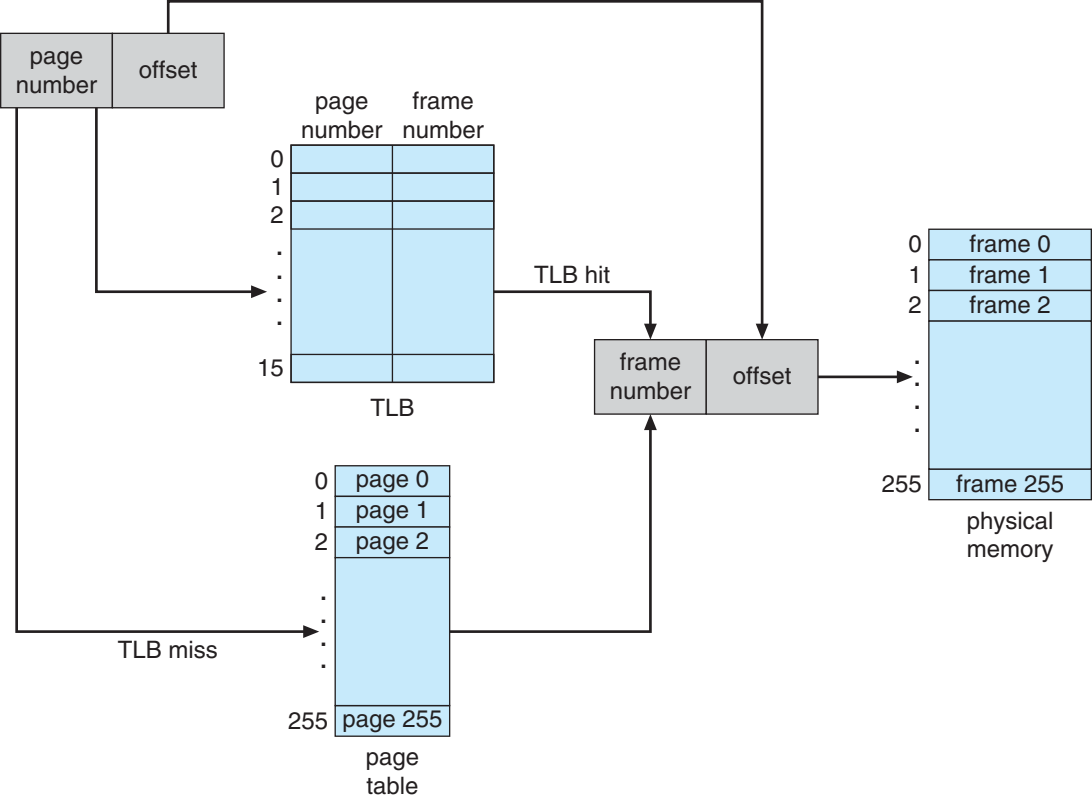 page
number
offset
page
number
frame
number
0
1
2
.
.
.
.
15
TLB
TLB hit
frame
number
offset
0
frame 0
1
frame 1
2
frame 2
.
.
.
.
255
frame 255
physical
memory
0
page 0
1
page 1
2
page 2
.
.
.
.
TLB miss
255
page 255
page
table